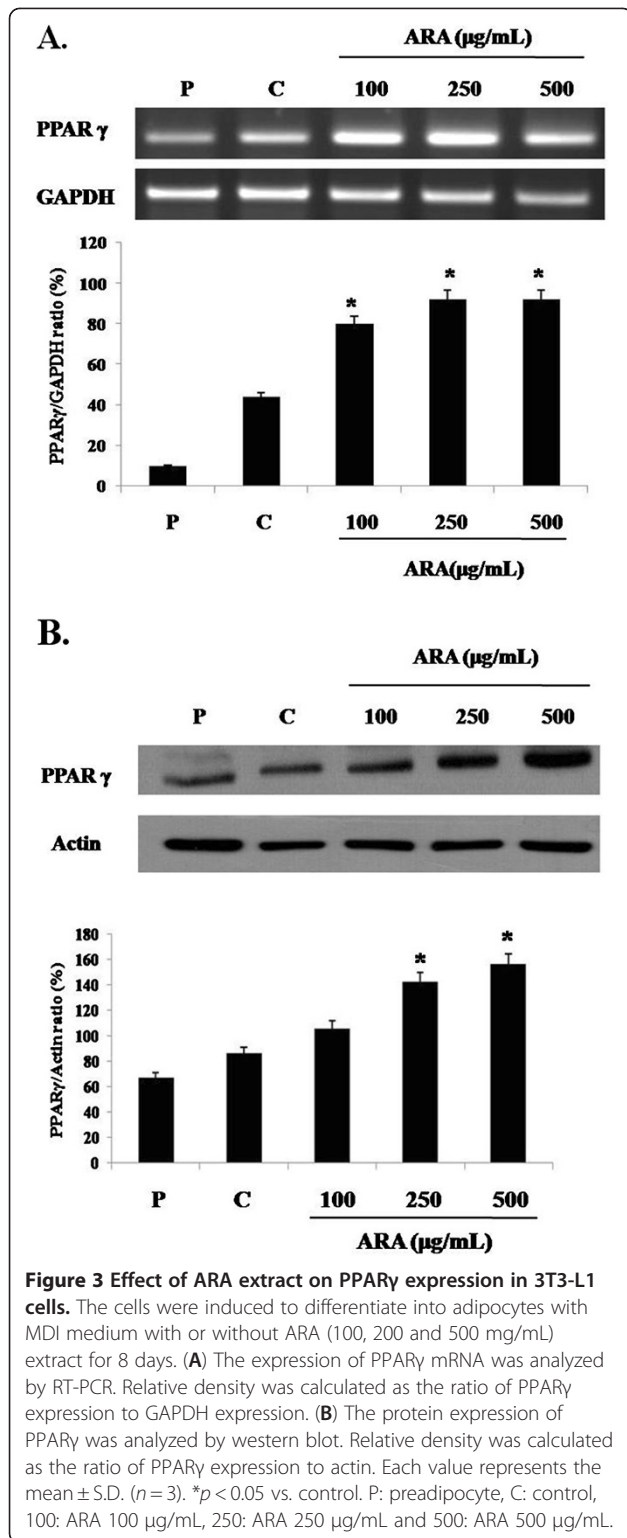 A.
ARA (µg/mL)
P C 100 250 500
PPAR γ
GAPDH
120
100
80
60
40
20
0
PPARγ/GAPDH ratio (%)
* * *
P C 100 250 500
ARA(µg/mL)
B.
ARA (µg/mL)
P C 100 250 500
PPAR γ
Actin
180
160
140
120
100
80
60
40
20
0
PPARγ/Actin ratio (%)
* *
P C 100 250 500
ARA (µg/mL)
Figure 3 Effect of ARA extract on PPARγ expression in 3T3-L1
cells. The cells were induced to differentiate into adipocytes with
MDI medium with or without ARA (100, 200 and 500 mg/mL)
extract for 8 days. (A) The expression of PPARγ mRNA was analyzed
by RT-PCR. Relative density was calculated as the ratio of PPARγ
expression to GAPDH expression. (B) The protein expression of
PPARγ was analyzed by western blot. Relative density was calculated
as the ratio of PPARγ expression to actin. Each value represents the
mean ± S.D. (n = 3). *p < 0.05 vs. control. P: preadipocyte, C: control,
100: ARA 100 µg/mL, 250: ARA 250 µg/mL and 500: ARA 500 µg/mL.